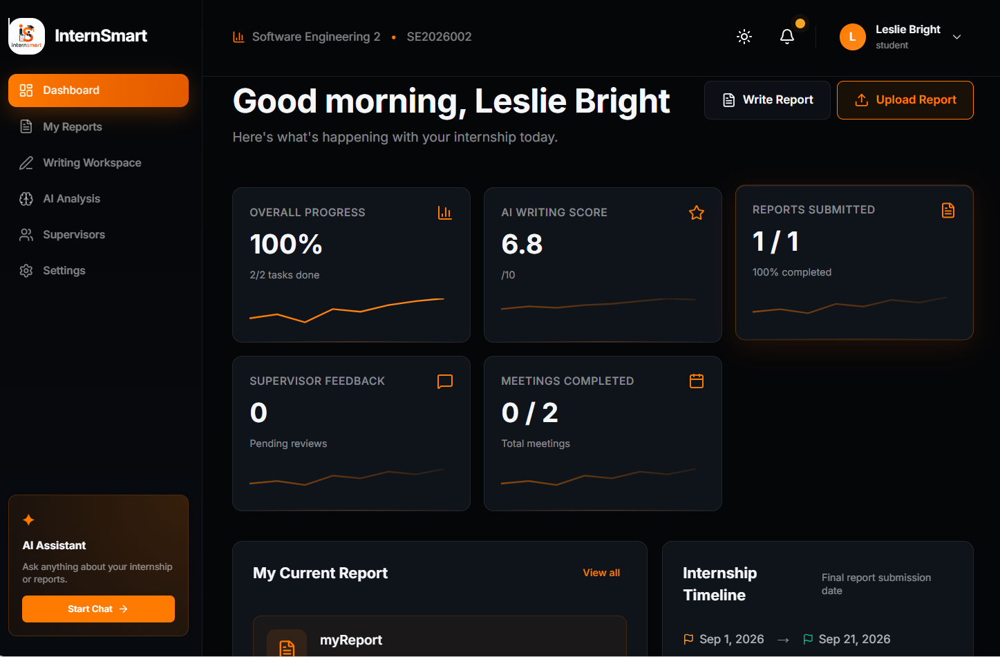 internsmart
InternSmart
Software Engineering 2 • SE2026002
L
Leslie Bright
student
Dashboard
My Reports
Writing Workspace
AI Analysis
Supervisors
Settings
AI Assistant
Ask anything about your internship
or reports.
Start Chat →
Good morning, Leslie Bright
Here's what's happening with your internship today.
Write Report
Upload Report
OVERALL PROGRESS
100%
2/2 tasks done
AI WRITING SCORE
6.8
/10
REPORTS SUBMITTED
1 / 1
100% completed
SUPERVISOR FEEDBACK
0
Pending reviews
MEETINGS COMPLETED
0 / 2
Total meetings
My Current Report
View all
myReport
Internship
Timeline
Final report submission
date
Sep 1, 2026 → Sep 21, 2026